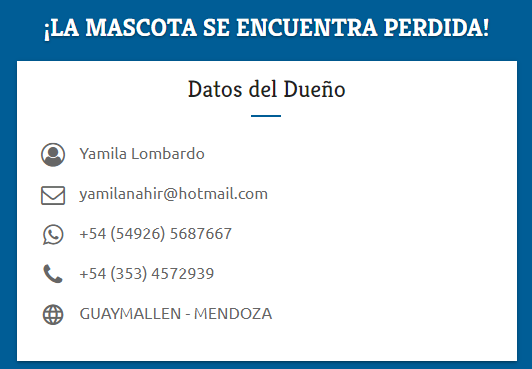 ¡LA MASCOTA SE ENCUENTRA PERDIDA!
Datos del Dueño
Yamila Lombardo
yamilanahir@hotmail.com
+54 (54926) 5687667
+54 (353) 4572939
GUAYMALLEN - MENDOZA